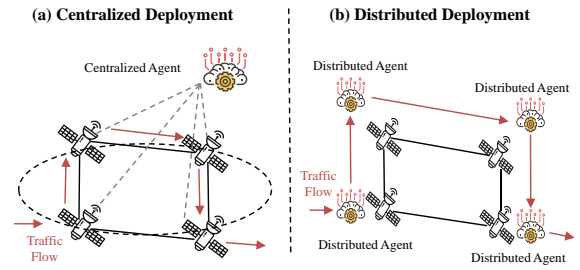 (a) Centralized Deployment
Centralized Agent
Traffic
Flow
(b) Distributed Deployment
Distributed Agent
Distributed Agent
Traffic
Flow
Distributed Agent
Distributed Agent